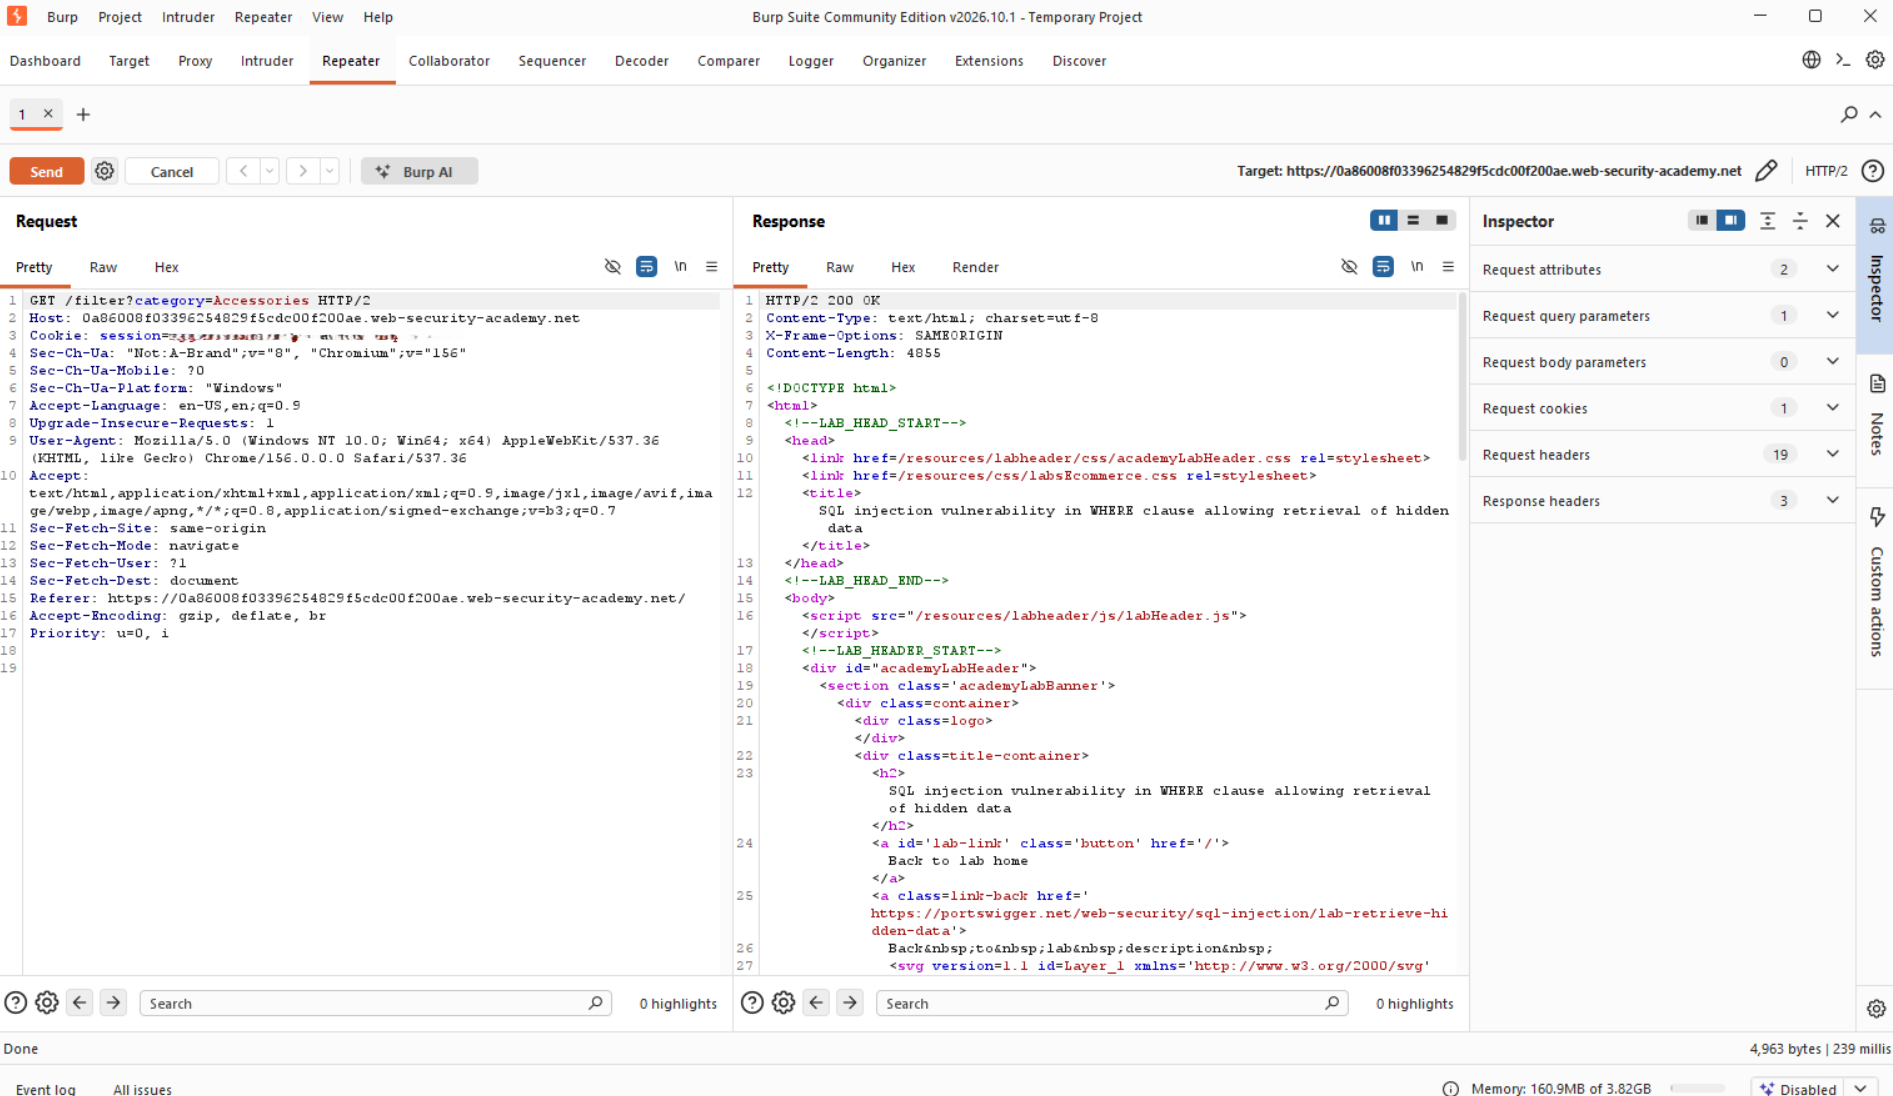 Burp Project Intruder Repeater View Help
Burp Suite Community Edition v2026.10.1 - Temporary Project
Dashboard Target Proxy Intruder Repeater Collaborator Sequencer Decoder Comparer Logger Organizer Extensions Discover
1 × +
Send Cancel < > Burp AI
Target: https://0a86008f03396254829f5cdc00f200ae.web-security-academy.net HTTP/2
Request
Pretty Raw Hex \n
1 GET /filter?category=Accessories HTTP/2
2 Host: 0a86008f03396254829f5cdc00f200ae.web-security-academy.net
3 Cookie: session=
4 Sec-Ch-Ua: "Not:A-Brand";v="8", "Chromium";v="156"
5 Sec-Ch-Ua-Mobile: ?0
6 Sec-Ch-Ua-Platform: "Windows"
7 Accept-Language: en-US,en;q=0.9
8 Upgrade-Insecure-Requests: 1
9 User-Agent: Mozilla/5.0 (Windows NT 10.0; Win64; x64) AppleWebKit/537.36
(KHTML, like Gecko) Chrome/156.0.0.0 Safari/537.36
10 Accept:
text/html,application/xhtml+xml,application/xml;q=0.9,image/jxl,image/avif,ima
ge/webp,image/apng,*/*;q=0.8,application/signed-exchange;v=b3;q=0.7
11 Sec-Fetch-Site: same-origin
12 Sec-Fetch-Mode: navigate
13 Sec-Fetch-User: ?1
14 Sec-Fetch-Dest: document
15 Referer: https://0a86008f03396254829f5cdc00f200ae.web-security-academy.net/
16 Accept-Encoding: gzip, deflate, br
17 Priority: u=0, i
18
19
Search
0 highlights
Response
Pretty Raw Hex Render \n
1 HTTP/2 200 OK
2 Content-Type: text/html; charset=utf-8
3 X-Frame-Options: SAMEORIGIN
4 Content-Length: 4855
5
6 <!DOCTYPE html>
7 <html>
8 <!--LAB_HEAD_START-->
9 <head>
10 <link href=/resources/labheader/css/academyLabHeader.css rel=stylesheet>
11 <link href=/resources/css/labsEcommerce.css rel=stylesheet>
12 <title>
SQL injection vulnerability in WHERE clause allowing retrieval of hidden
data
</title>
13 </head>
14 <!--LAB_HEAD_END-->
15 <body>
16 <script src="/resources/labheader/js/labHeader.js">
</script>
17 <!--LAB_HEADER_START-->
18 <div id="academyLabHeader">
19 <section class='academyLabBanner'>
20 <div class=container>
21 <div class=logo>
</div>
22 <div class=title-container>
23 <h2>
SQL injection vulnerability in WHERE clause allowing retrieval
of hidden data
</h2>
24 <a id='lab-link' class='button' href='/'>
Back to lab home
</a>
25 <a class=link-back href='
https://portswigger.net/web-security/sql-injection/lab-retrieve-hi
dden-data'>
26 Back&nbsp;to&nbsp;lab&nbsp;description&nbsp;
27 <svg version=1.1 id=Layer_1 xmlns='http://www.w3.org/2000/svg'
Search
0 highlights
Inspector
Request attributes 2
Request query parameters 1
Request body parameters 0
Request cookies 1
Request headers 19
Response headers 3
Inspector
Notes
Custom actions
Done
4,963 bytes | 239 millis
Event log All issues
Memory: 160.9MB of 3.82GB
Disabled